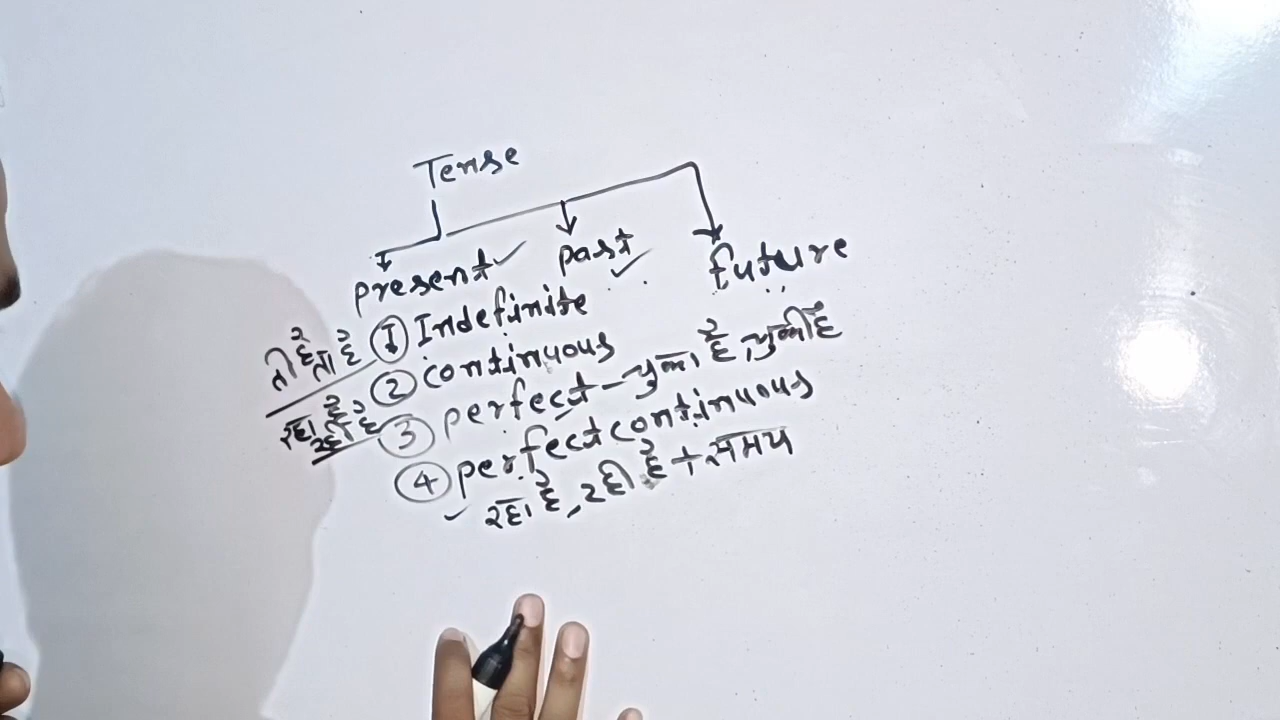 Tense
present past future
① Indefinite
ती है ता है
② continuous
रहा है रही है
③ perfect - चुका है, चुकी है
④ perfect continuous
रहा है, रही है + समय